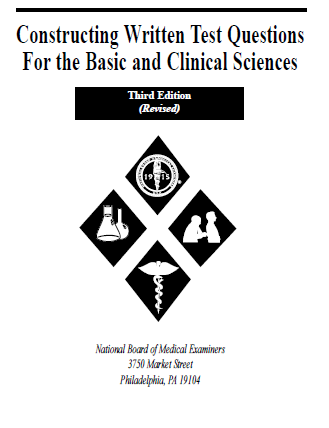 Constructing Written Test Questions
For the Basic and Clinical Sciences
Third Edition
(Revised)
19 15
National Board of Medical Examiners
3750 Market Street
Philadelphia, PA 19104